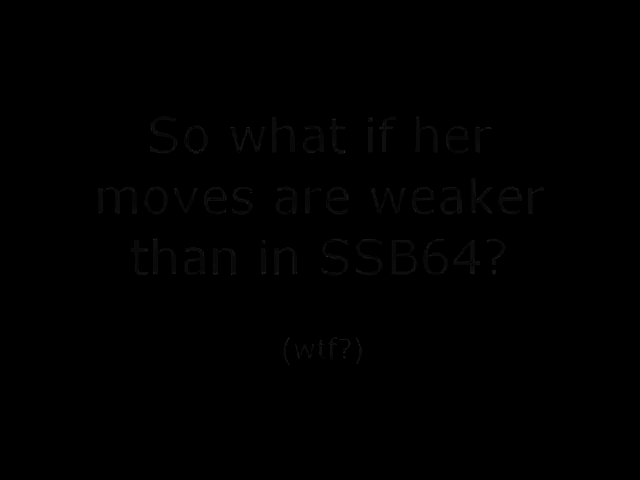 So what if her
moves are weaker
than in SSB64?
(wtf?)